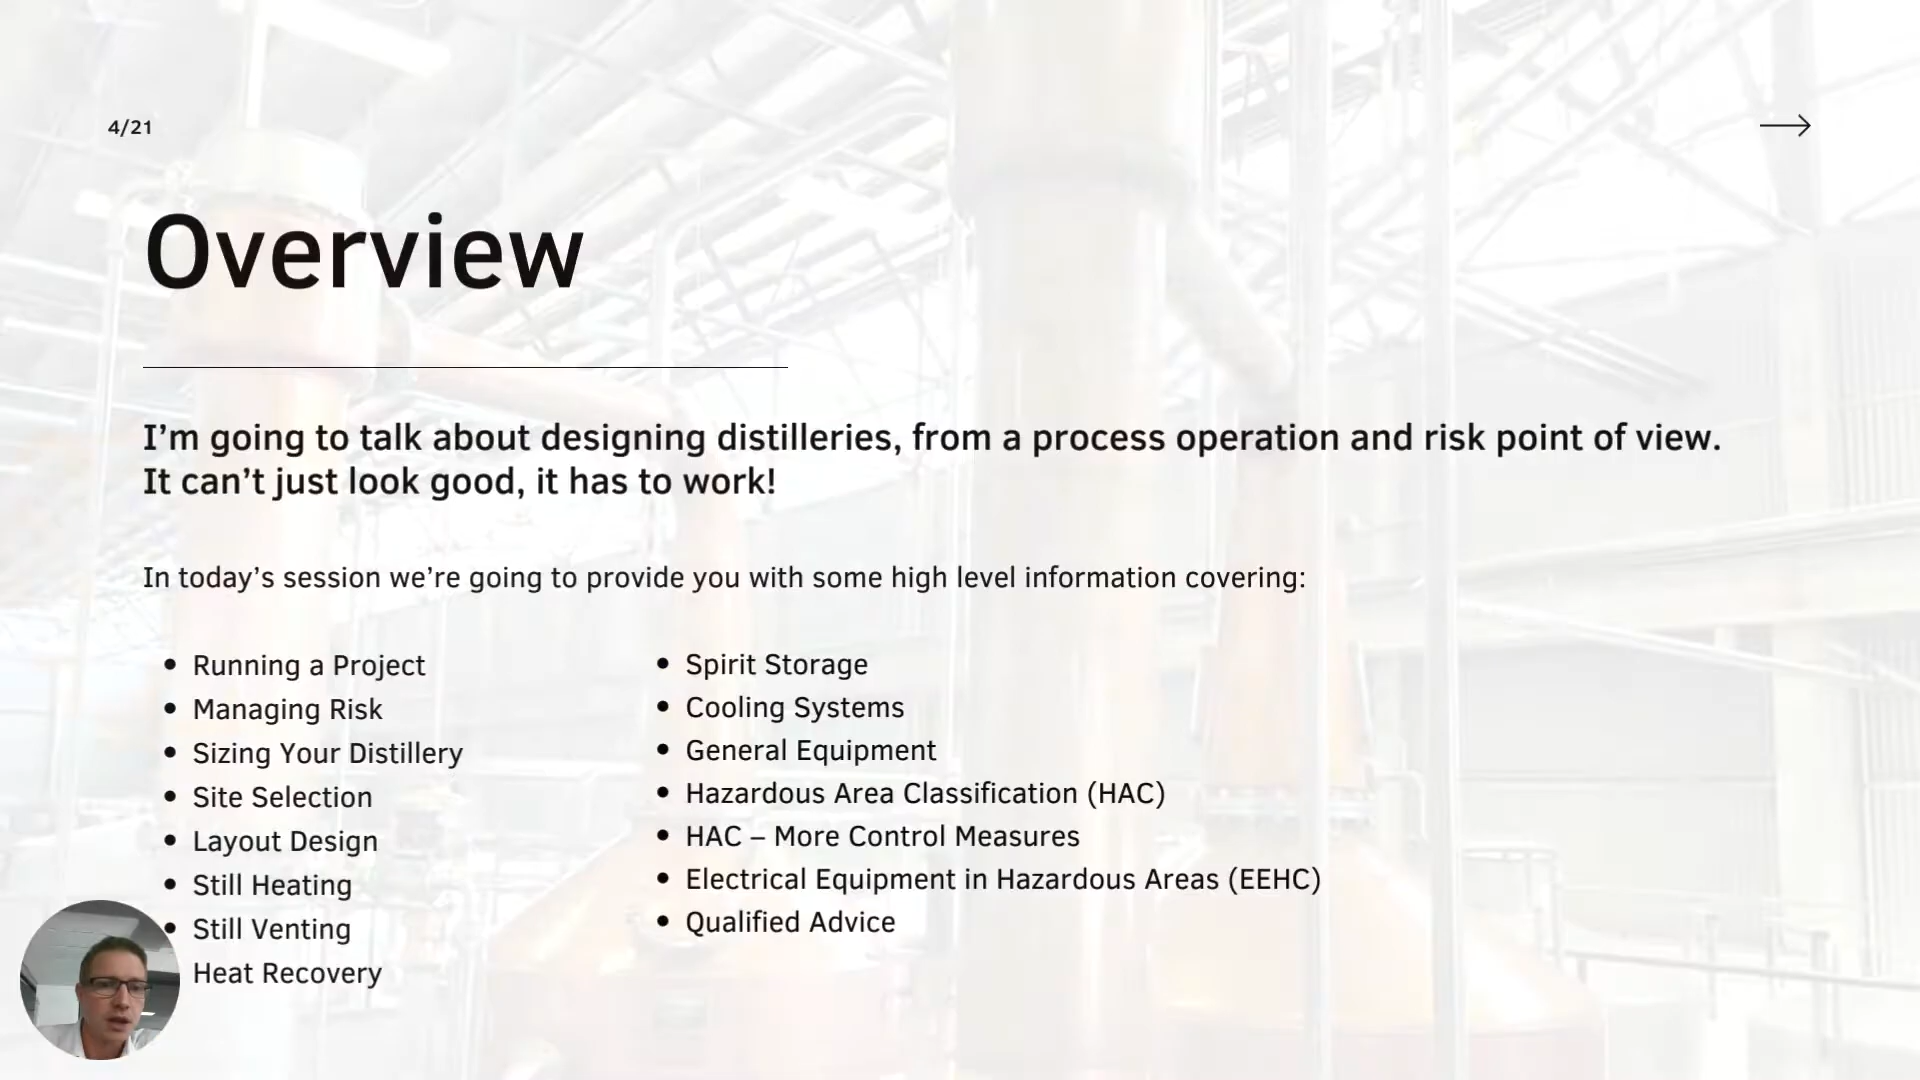 4/21
Overview
I’m going to talk about designing distilleries, from a process operation and risk point of view.
It can’t just look good, it has to work!
In today’s session we’re going to provide you with some high level information covering:
• Running a Project
• Managing Risk
• Sizing Your Distillery
• Site Selection
• Layout Design
• Still Heating
• Still Venting
Heat Recovery
• Spirit Storage
• Cooling Systems
• General Equipment
• Hazardous Area Classification (HAC)
• HAC – More Control Measures
• Electrical Equipment in Hazardous Areas (EEHC)
• Qualified Advice